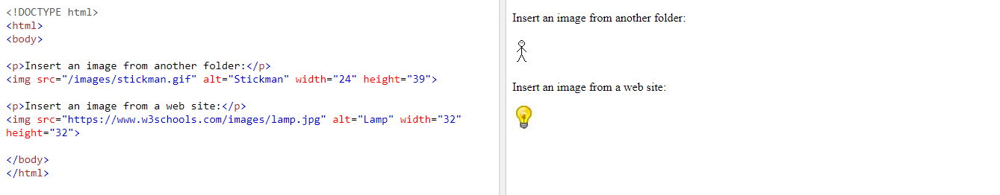 <!DOCTYPE html>
<html>
<body>
<p>Insert an image from another folder:</p>
<img src="/images/stickman.gif" alt="Stickman" width="24" height="39">
<p>Insert an image from a web site:</p>
<img src="https://www.w3schools.com/images/lamp.jpg" alt="Lamp" width="32"
height="32">
</body>
</html>
Insert an image from another folder:
Insert an image from a web site: